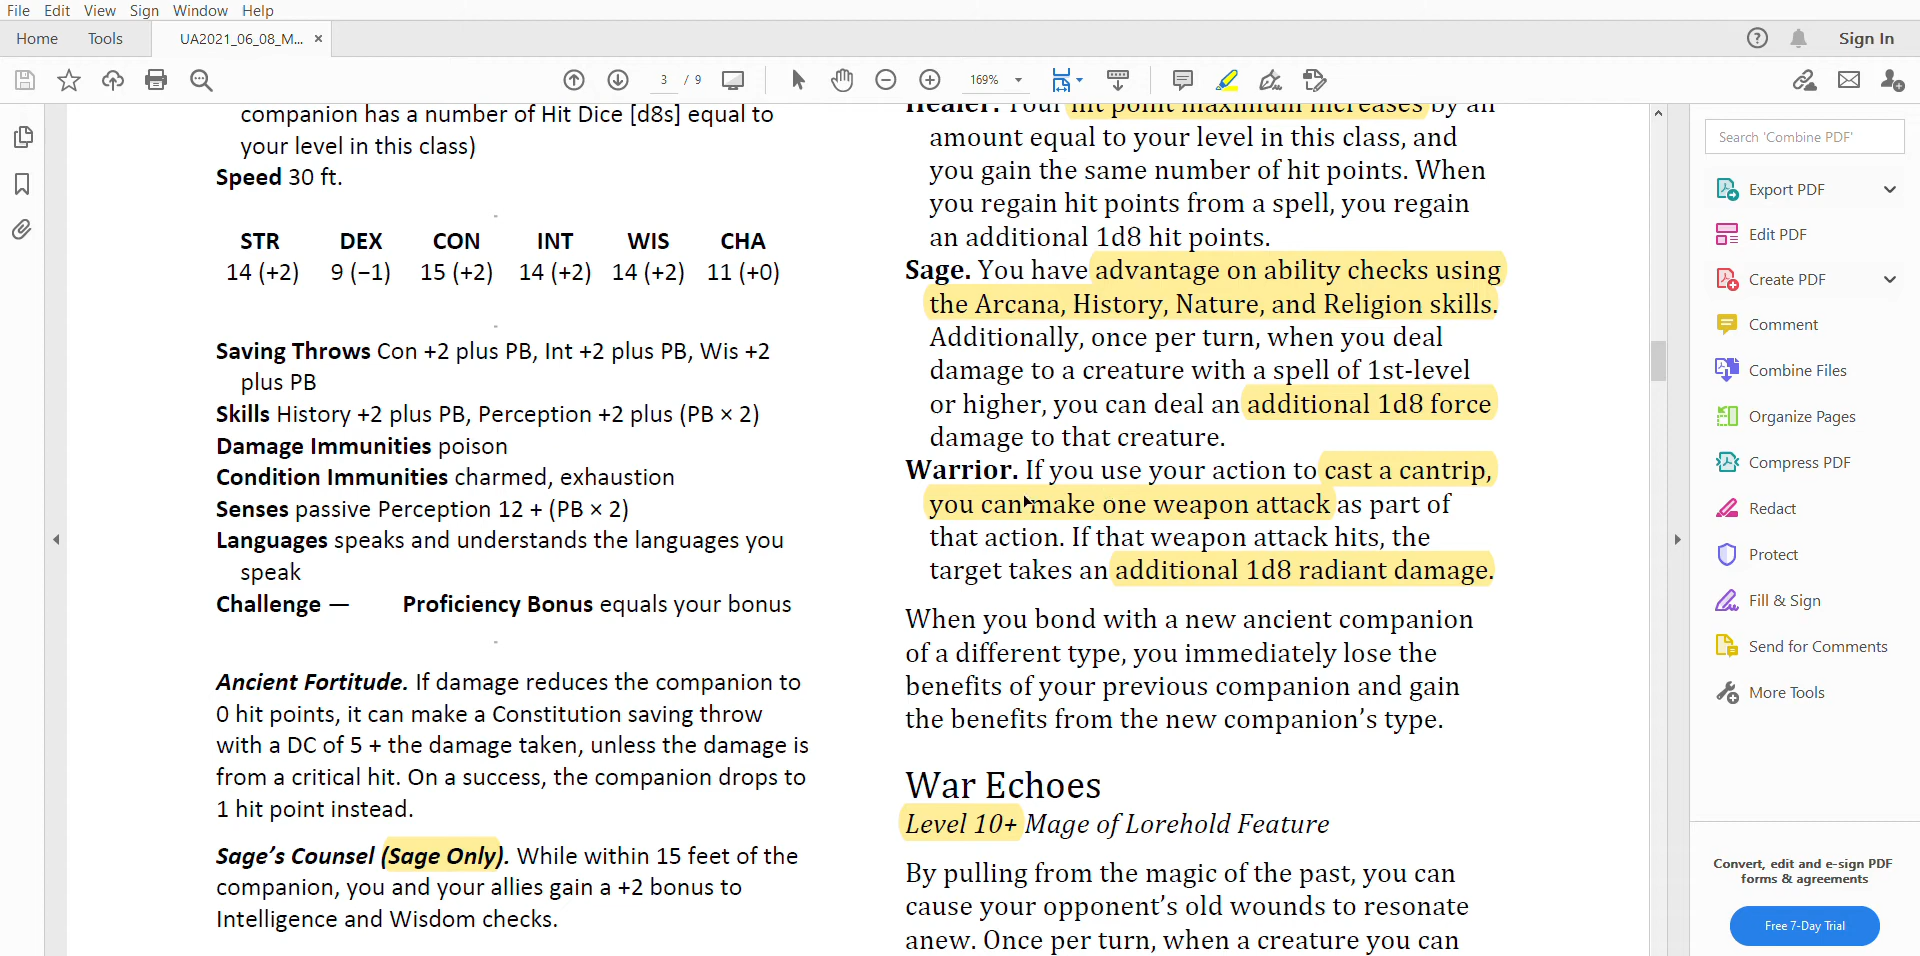 File Edit View Sign Window Help
Home Tools UA2021_06_08_M... × Sign In
3 / 9 169%
companion has a number of Hit Dice [d8s] equal to
your level in this class)
Speed 30 ft.
STR DEX CON INT WIS CHA
14 (+2) 9 (−1) 15 (+2) 14 (+2) 14 (+2) 11 (+0)
Saving Throws Con +2 plus PB, Int +2 plus PB, Wis +2
plus PB
Skills History +2 plus PB, Perception +2 plus (PB × 2)
Damage Immunities poison
Condition Immunities charmed, exhaustion
Senses passive Perception 12 + (PB × 2)
Languages speaks and understands the languages you
speak
Challenge — Proficiency Bonus equals your bonus
Ancient Fortitude. If damage reduces the companion to
0 hit points, it can make a Constitution saving throw
with a DC of 5 + the damage taken, unless the damage is
from a critical hit. On a success, the companion drops to
1 hit point instead.
Sage's Counsel (Sage Only). While within 15 feet of the
companion, you and your allies gain a +2 bonus to
Intelligence and Wisdom checks.
Healer. Your hit point maximum increases by an
amount equal to your level in this class, and
you gain the same number of hit points. When
you regain hit points from a spell, you regain
an additional 1d8 hit points.
Sage. You have advantage on ability checks using
the Arcana, History, Nature, and Religion skills.
Additionally, once per turn, when you deal
damage to a creature with a spell of 1st-level
or higher, you can deal an additional 1d8 force
damage to that creature.
Warrior. If you use your action to cast a cantrip,
you can make one weapon attack as part of
that action. If that weapon attack hits, the
target takes an additional 1d8 radiant damage.
When you bond with a new ancient companion
of a different type, you immediately lose the
benefits of your previous companion and gain
the benefits from the new companion's type.
War Echoes
Level 10+ Mage of Lorehold Feature
By pulling from the magic of the past, you can
cause your opponent's old wounds to resonate
anew. Once per turn, when a creature you can
Search 'Combine PDF'
Export PDF
Edit PDF
Create PDF
Comment
Combine Files
Organize Pages
Compress PDF
Redact
Protect
Fill & Sign
Send for Comments
More Tools
Convert, edit and e-sign PDF
forms & agreements
Free 7-Day Trial